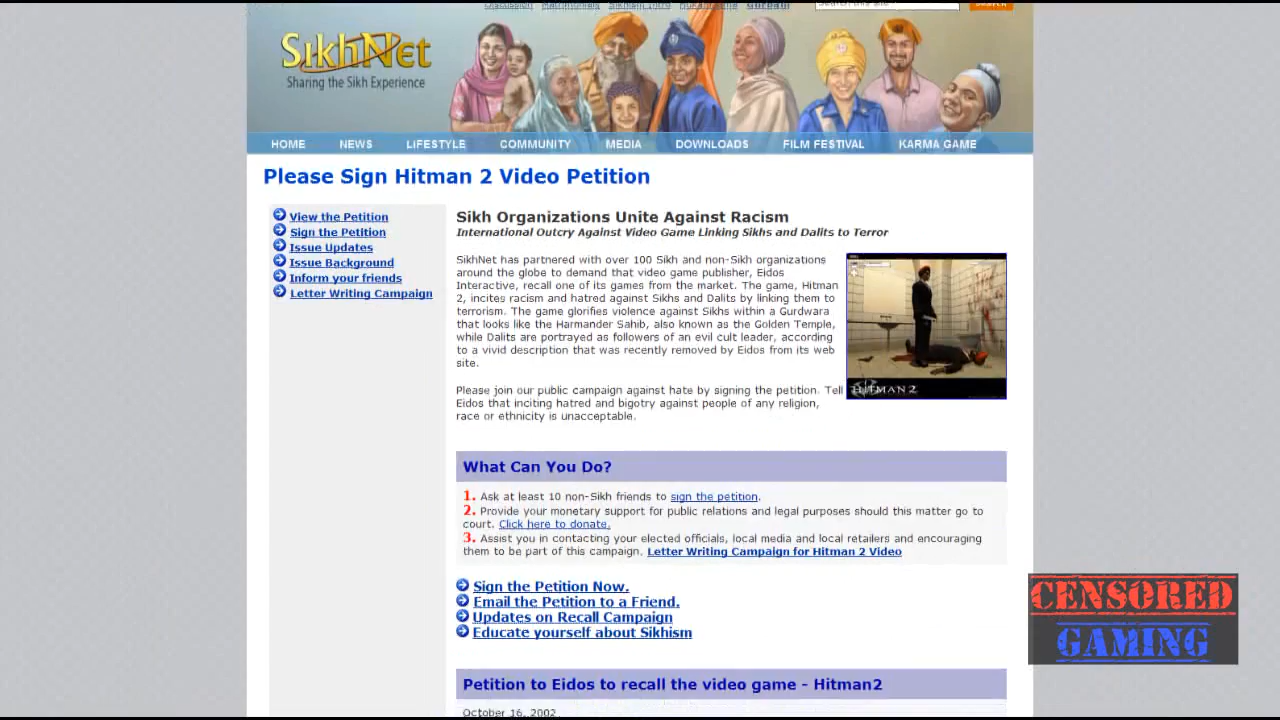 Discussion Matrimonials Sikhism Intro Hukamnama Gurbani
Search, this site SEARCH
SikhNet
Sharing the Sikh Experience
HOME NEWS LIFESTYLE COMMUNITY MEDIA DOWNLOADS FILM FESTIVAL KARMA GAME
Please Sign Hitman 2 Video Petition
View the Petition
Sign the Petition
Issue Updates
Issue Background
Inform your friends
Letter Writing Campaign
Sikh Organizations Unite Against Racism
International Outcry Against Video Game Linking Sikhs and Dalits to Terror
SikhNet has partnered with over 100 Sikh and non-Sikh organizations
around the globe to demand that video game publisher, Eidos
Interactive, recall one of its games from the market. The game, Hitman
2, incites racism and hatred against Sikhs and Dalits by linking them to
terrorism. The game glorifies violence against Sikhs within a Gurdwara
that looks like the Harmander Sahib, also known as the Golden Temple,
while Dalits are portrayed as followers of an evil cult leader, according
to a vivid description that was recently removed by Eidos from its web
site.
HITMAN 2
Please join our public campaign against hate by signing the petition. Tell
Eidos that inciting hatred and bigotry against people of any religion,
race or ethnicity is unacceptable.
What Can You Do?
1. Ask at least 10 non-Sikh friends to sign the petition.
2. Provide your monetary support for public relations and legal purposes should this matter go to
court. Click here to donate.
3. Assist you in contacting your elected officials, local media and local retailers and encouraging
them to be part of this campaign. Letter Writing Campaign for Hitman 2 Video
Sign the Petition Now.
Email the Petition to a Friend.
Updates on Recall Campaign
Educate yourself about Sikhism
CENSORED
GAMING
Petition to Eidos to recall the video game - Hitman2
October 16, 2002